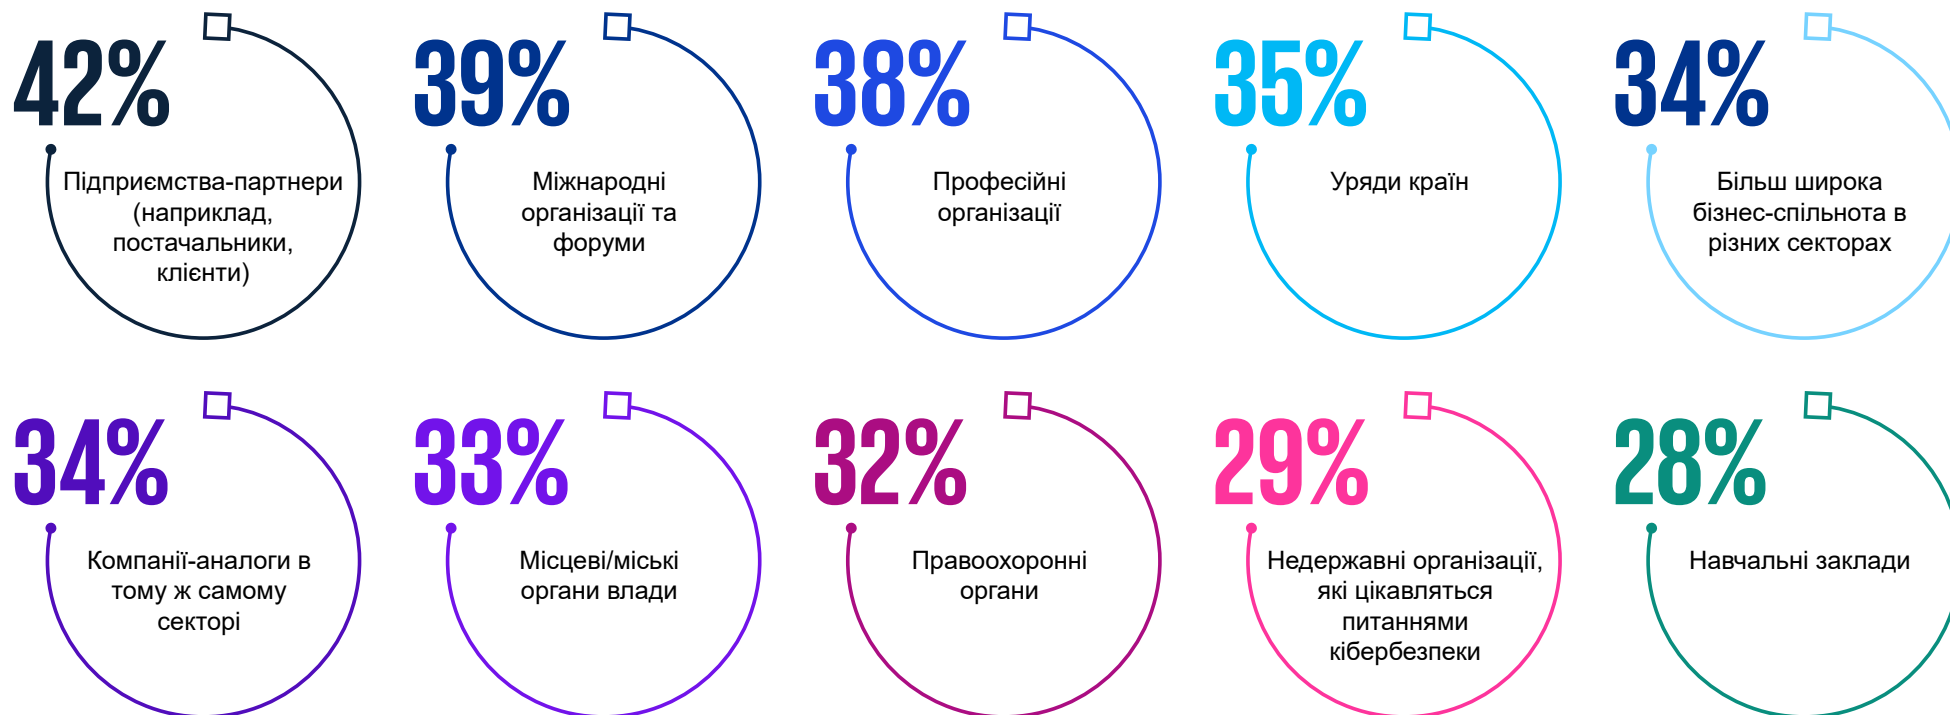 42%
Підприємства-партнери
(наприклад,
постачальники,
клієнти)
39%
Міжнародні
організації та
форуми
38%
Професійні
організації
35%
Уряди країн
34%
Більш широка
бізнес-спільнота в
різних секторах
34%
Компанії-аналоги в
тому ж самому
секторі
33%
Місцеві/міські
органи влади
32%
Правоохоронні
органи
29%
Недержавні організації,
які цікавляться
питаннями
кібербезпеки
28%
Навчальні заклади